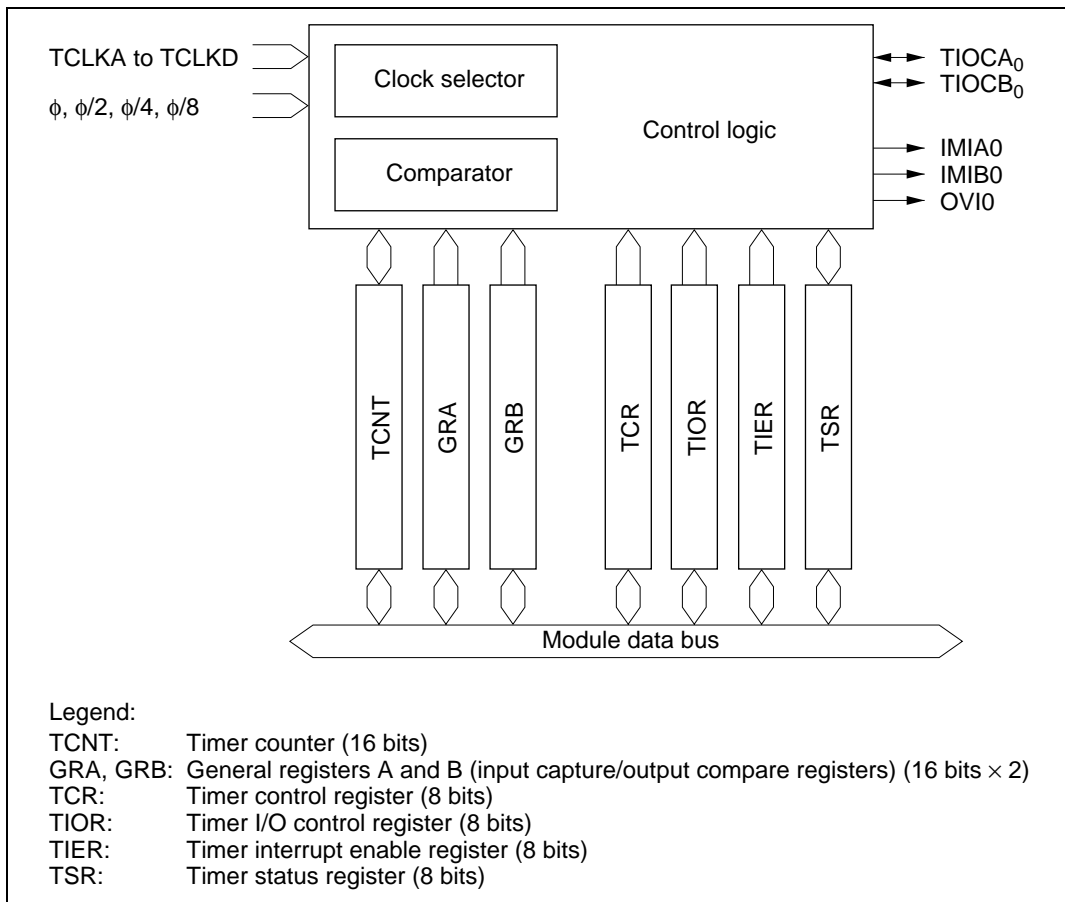 TCLKA to TCLKD
ϕ, ϕ/2, ϕ/4, ϕ/8
Clock selector
Comparator
Control logic
TIOCA0
TIOCB0
IMIA0
IMIB0
OVI0
TCNT
GRA
GRB
TCR
TIOR
TIER
TSR
Module data bus
Legend:
TCNT: Timer counter (16 bits)
GRA, GRB: General registers A and B (input capture/output compare registers) (16 bits × 2)
TCR: Timer control register (8 bits)
TIOR: Timer I/O control register (8 bits)
TIER: Timer interrupt enable register (8 bits)
TSR: Timer status register (8 bits)